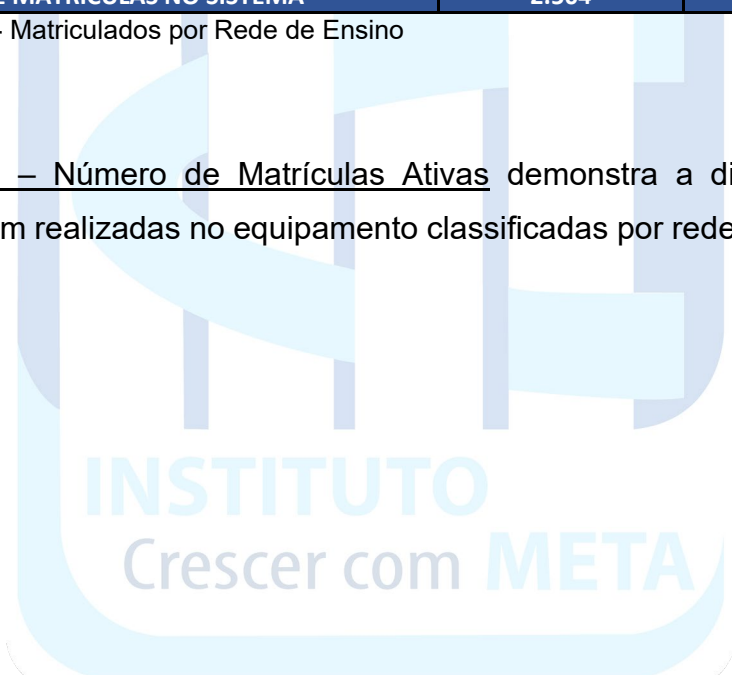 MATRÍCULAS NO SISTEMA 2.304
- Matriculados por Rede de Ensino
– Número de Matrículas Ativas demonstra a di
m realizadas no equipamento classificadas por rede
INSTITUTO
Crescer com META